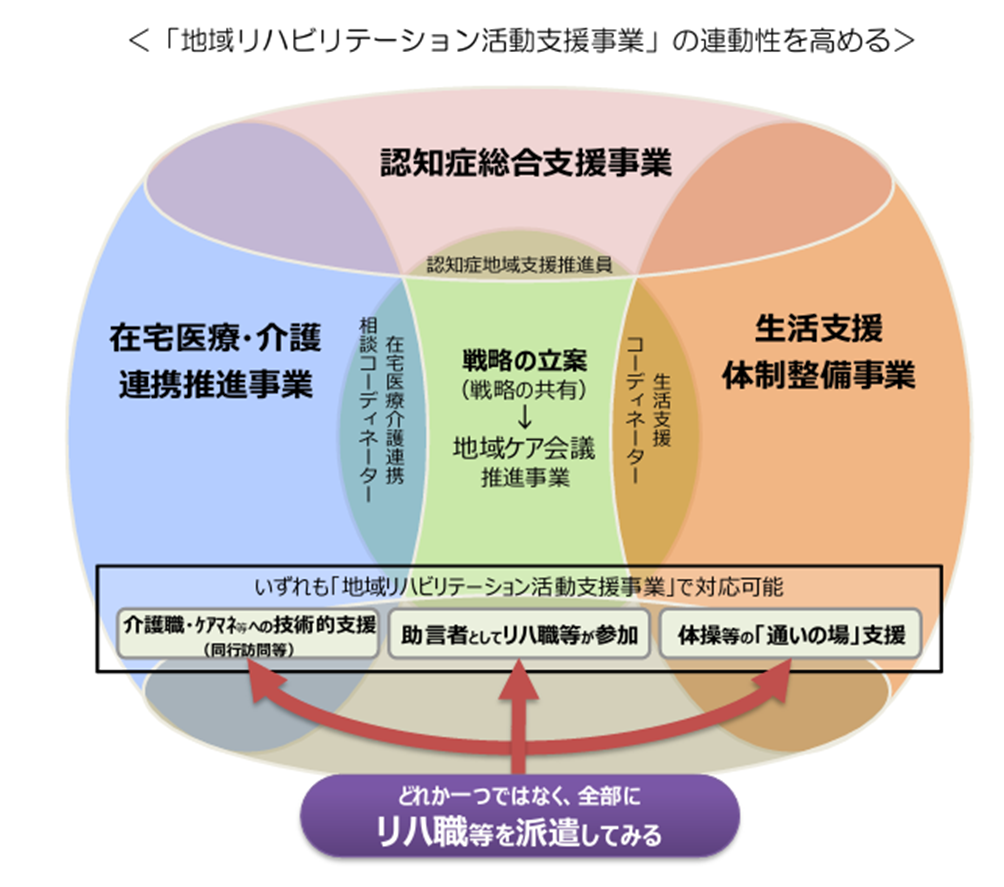 ＜「地域リハビリテーション活動支援事業」の連動性を高める＞
認知症総合支援事業
認知症地域支援推進員
在宅医療・介護
連携推進事業
在宅医療介護連携
相談コーディネーター
戦略の立案
（戦略の共有）
↓
地域ケア会議
推進事業
生活支援
コーディネーター
生活支援
体制整備事業
いずれも「地域リハビリテーション活動支援事業」で対応可能
介護職・ケアマネ等への技術的支援
（同行訪問等）
助言者としてリハ職等が参加
体操等の「通いの場」支援
どれか一つではなく、全部に
リハ職等を派遣してみる